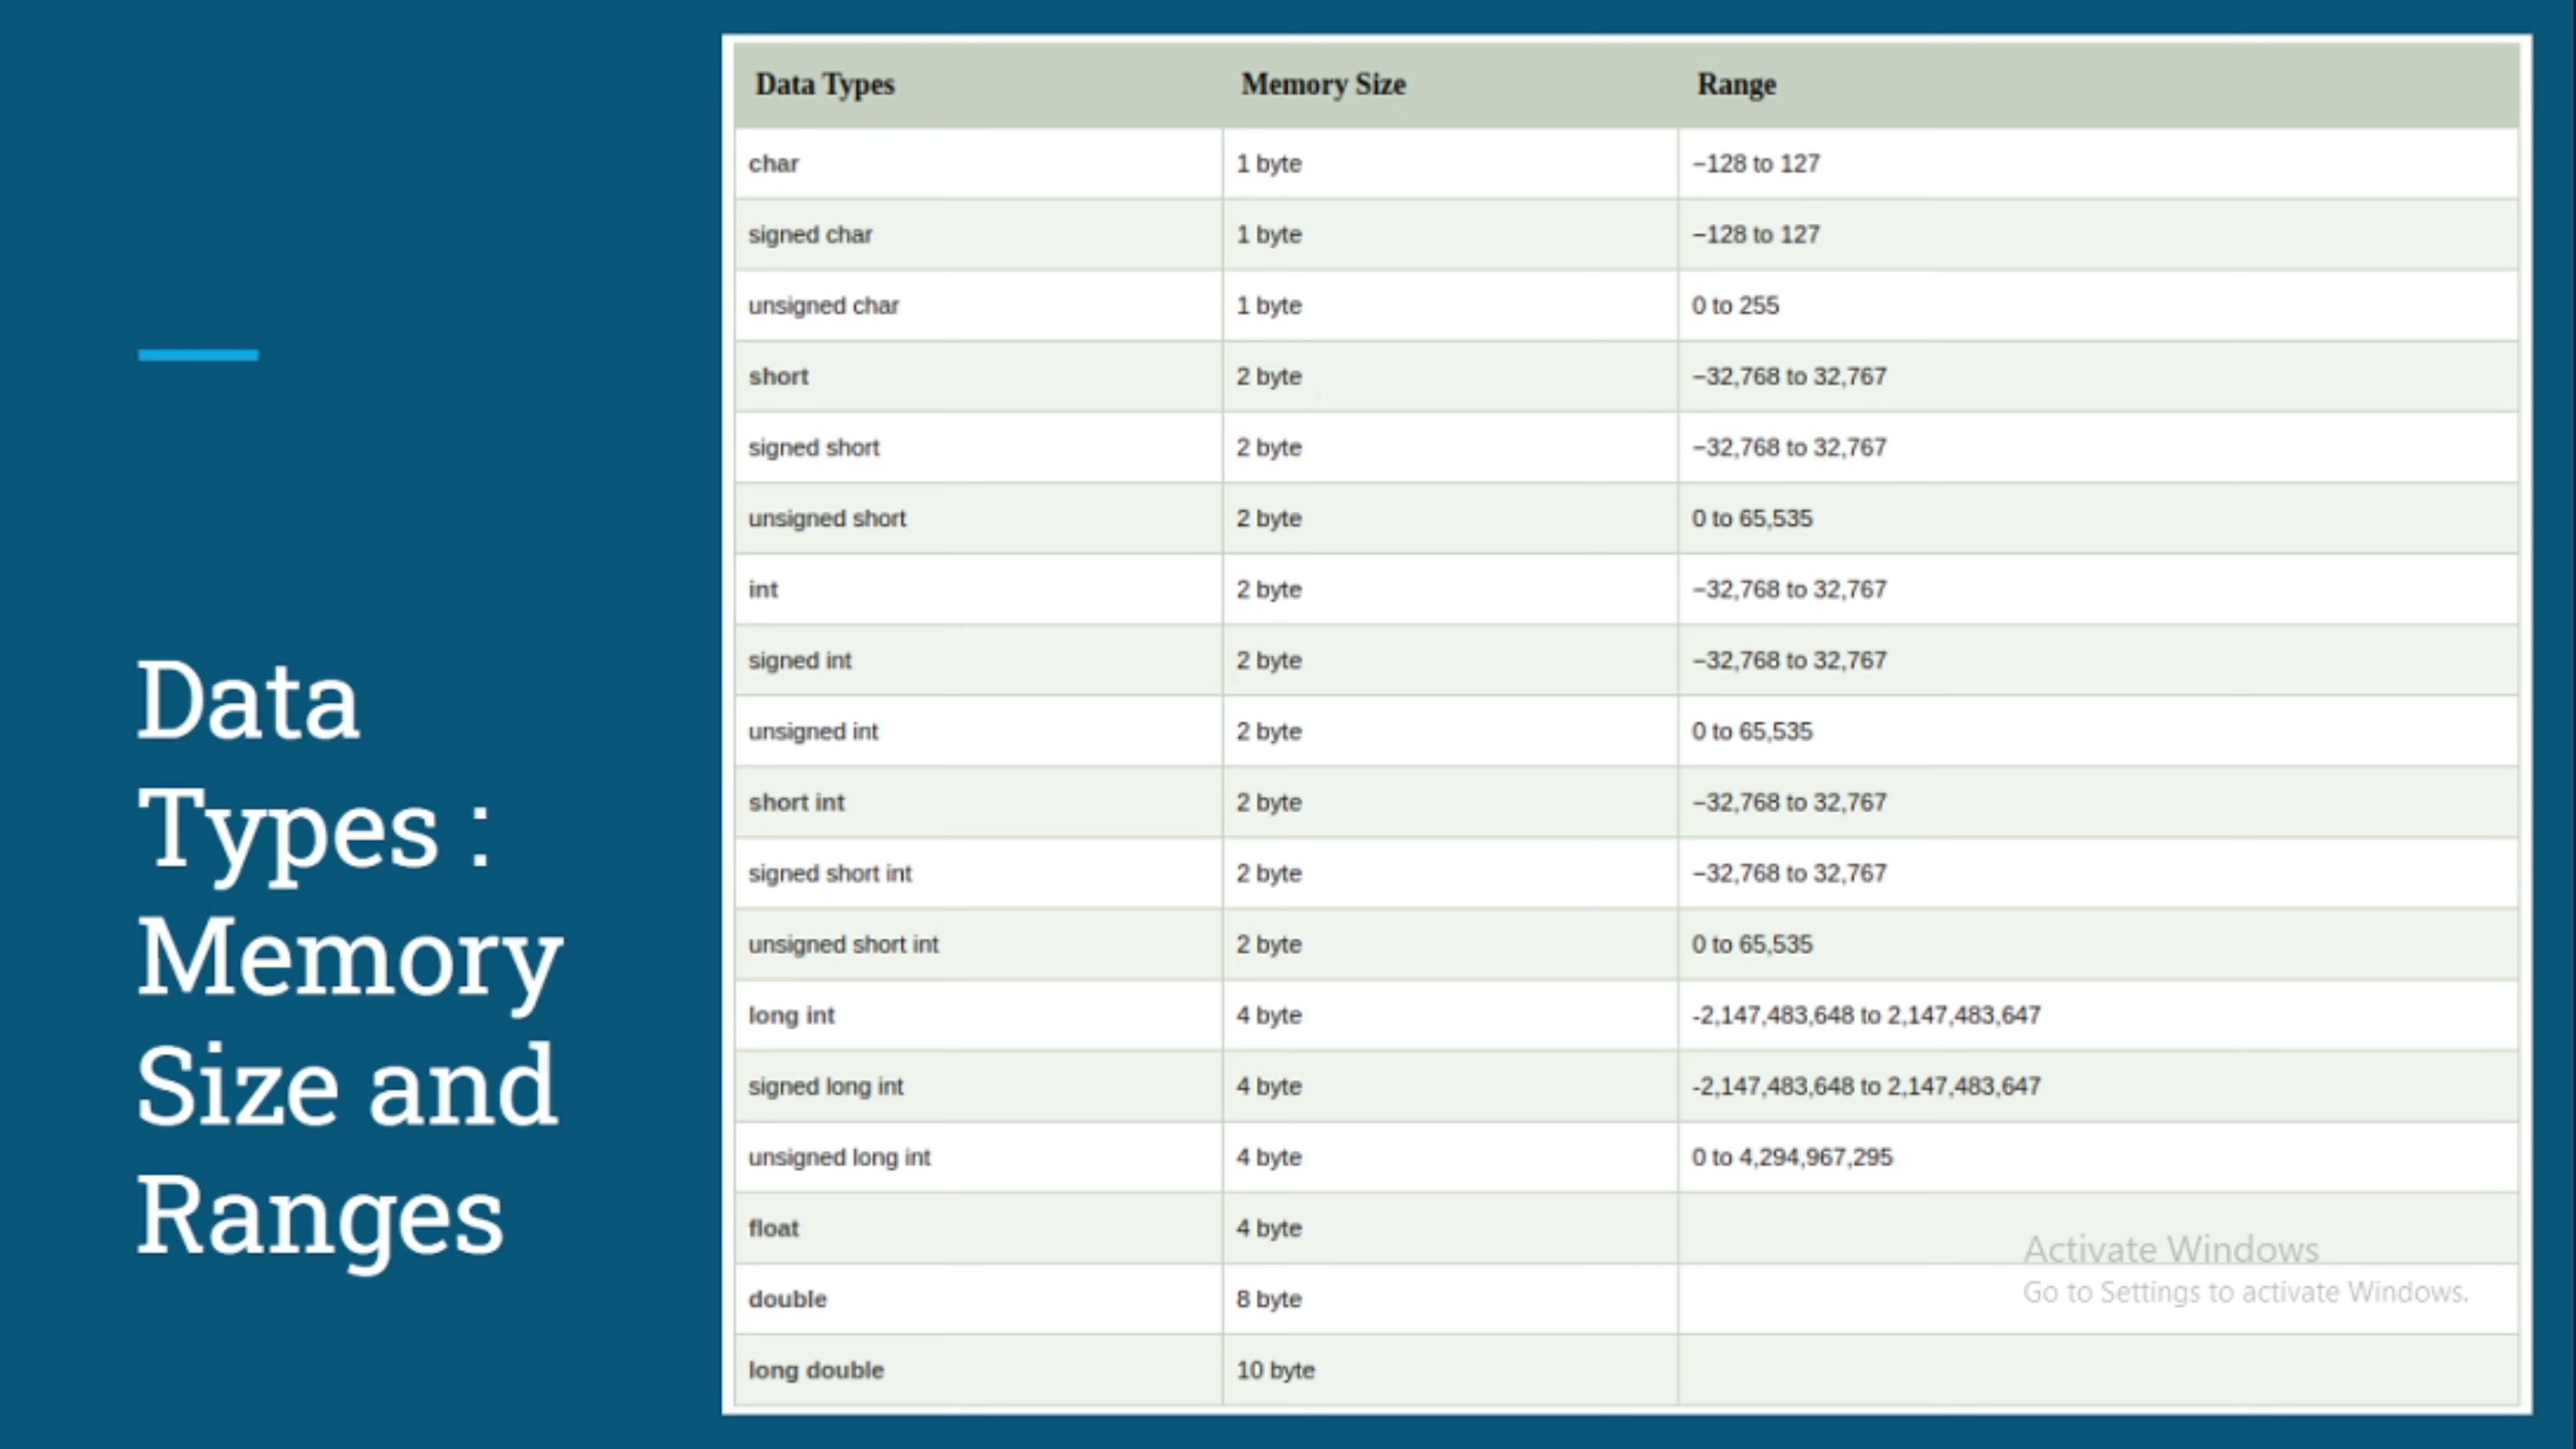 Data
Types :
Memory
Size and
Ranges
Data Types Memory Size Range
char 1 byte −128 to 127
signed char 1 byte −128 to 127
unsigned char 1 byte 0 to 255
short 2 byte −32,768 to 32,767
signed short 2 byte −32,768 to 32,767
unsigned short 2 byte 0 to 65,535
int 2 byte −32,768 to 32,767
signed int 2 byte −32,768 to 32,767
unsigned int 2 byte 0 to 65,535
short int 2 byte −32,768 to 32,767
signed short int 2 byte −32,768 to 32,767
unsigned short int 2 byte 0 to 65,535
long int 4 byte -2,147,483,648 to 2,147,483,647
signed long int 4 byte -2,147,483,648 to 2,147,483,647
unsigned long int 4 byte 0 to 4,294,967,295
float 4 byte
double 8 byte
long double 10 byte
Activate Windows
Go to Settings to activate Windows.